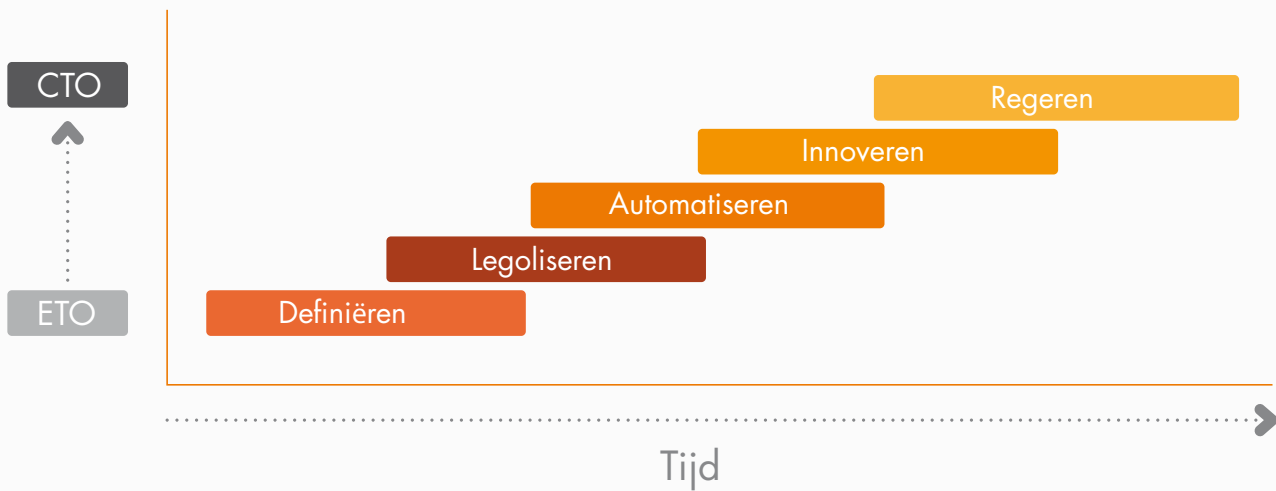 CTO
Regeren
Innoveren
Automatiseren
Legoliseren
ETO
Definiëren
Tijd